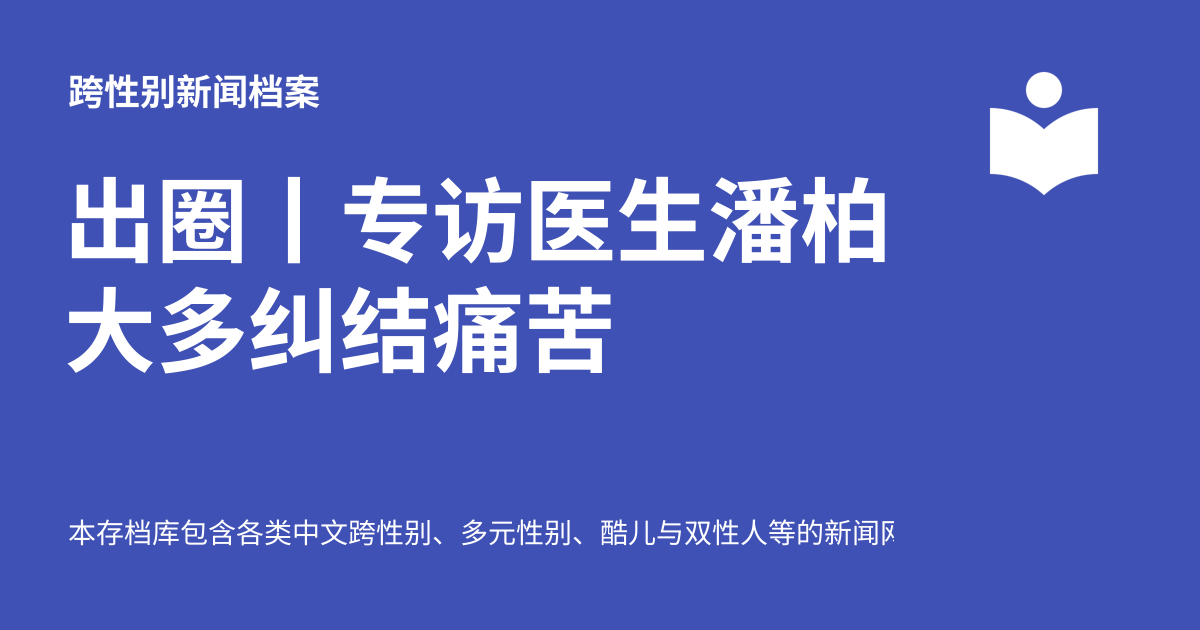 跨性别新闻档案
出圈丨专访医生潘柏
大多纠结痛苦
本存档库包含各类中文跨性别、多元性别、酷儿与双性人等的新闻